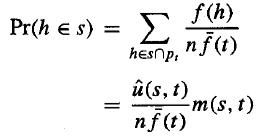 Pr(h ∈ s) = ∑_{h∈s∩p_t} f(h) / n f̄(t)
= û(s, t) / n f̄(t) m(s, t)